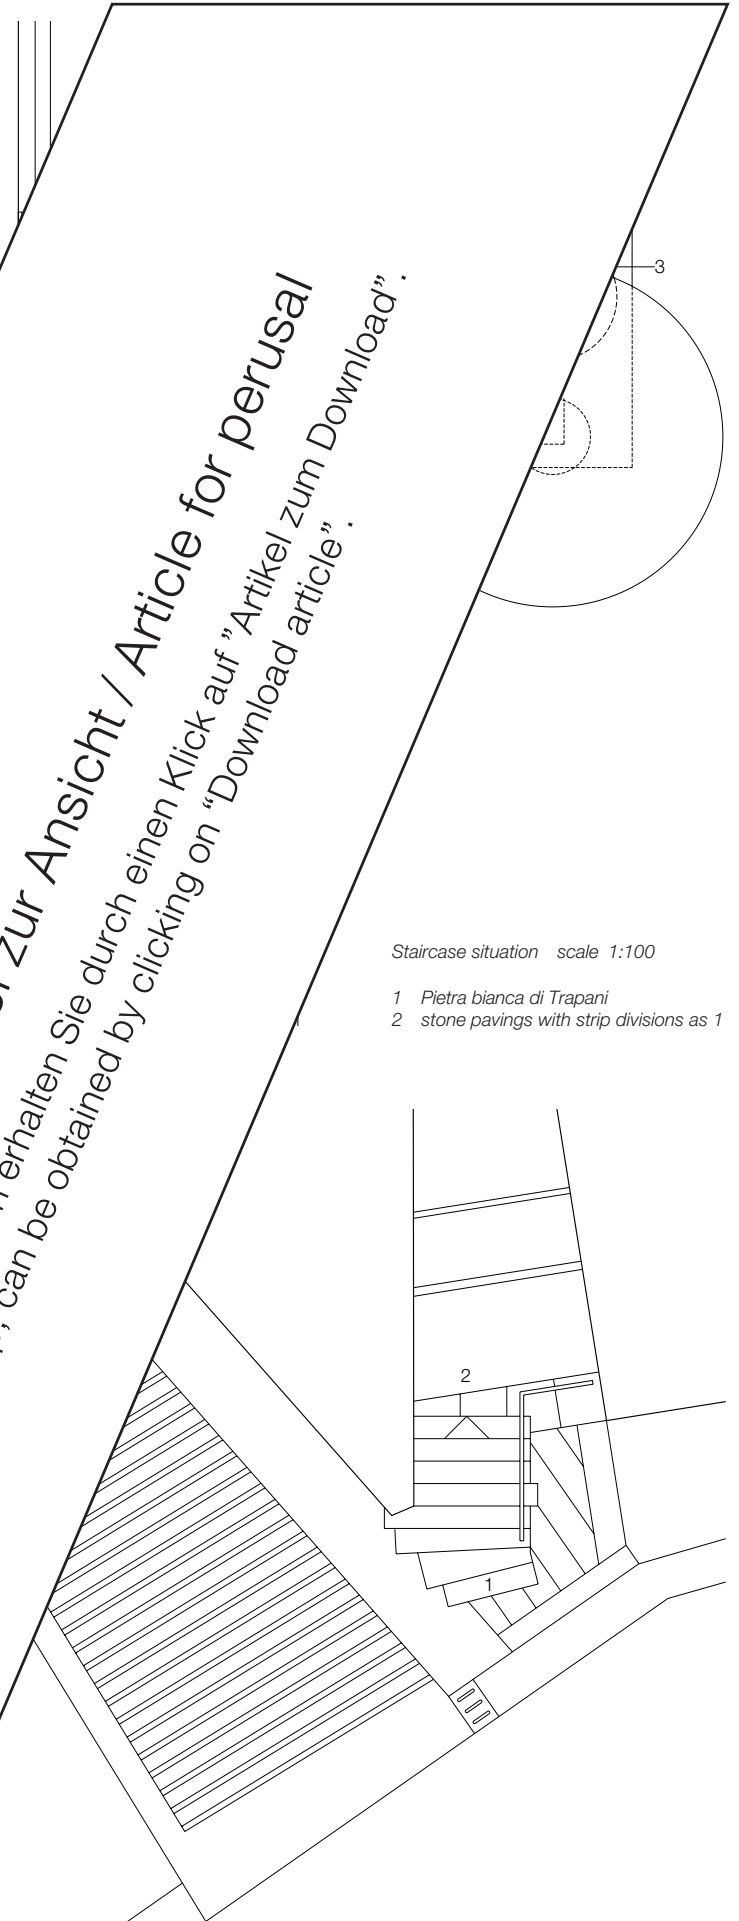 3
zur Ansicht / Article for perusal
erhalten Sie durch einen Klick auf ”Artikel zum Download”.
can be obtained by clicking on “Download article”.
Staircase situation scale 1:100
1 Pietra bianca di Trapani
2 stone pavings with strip divisions as 1
2
1